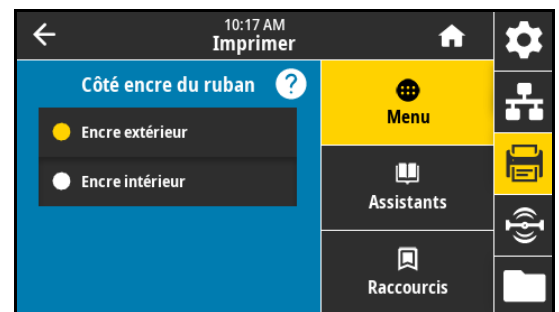 10:17 AM
Imprimer
Côté encre du ruban ?
Encre extérieur
Encre intérieur
Menu
Assistants
Raccourcis